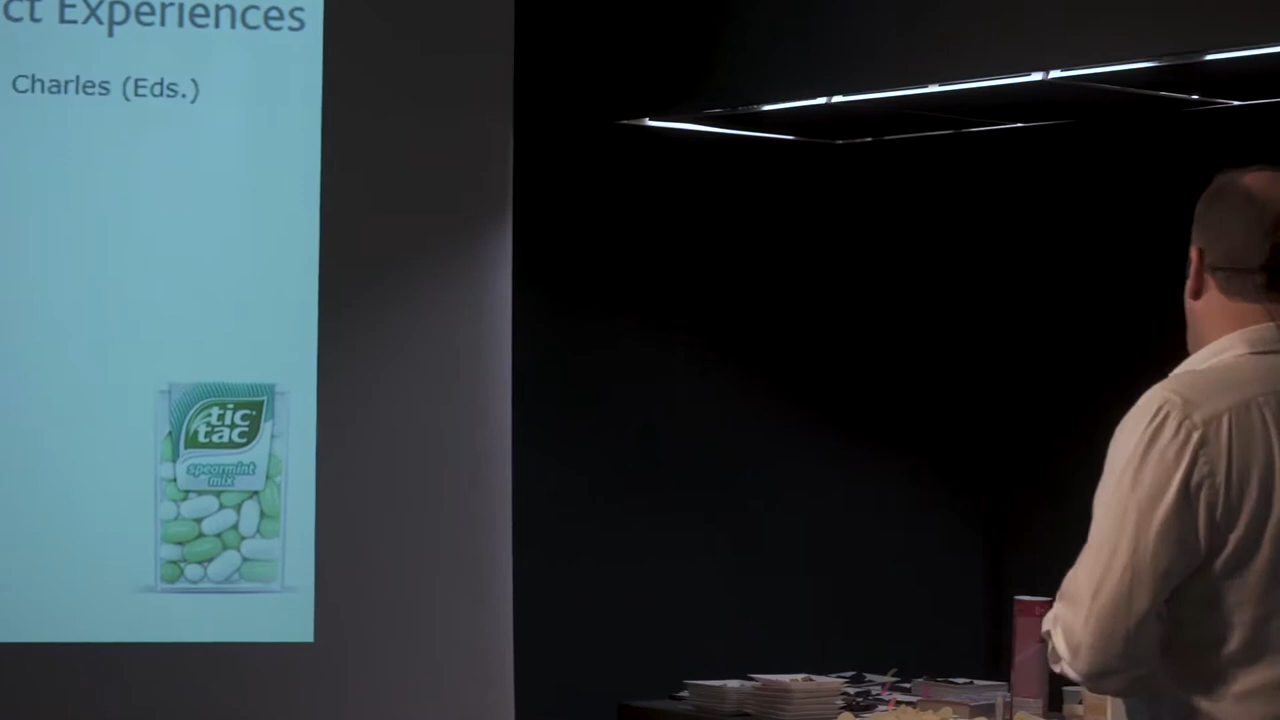 ct Experiences
Charles (Eds.)
tic
tac
spearmint
mix